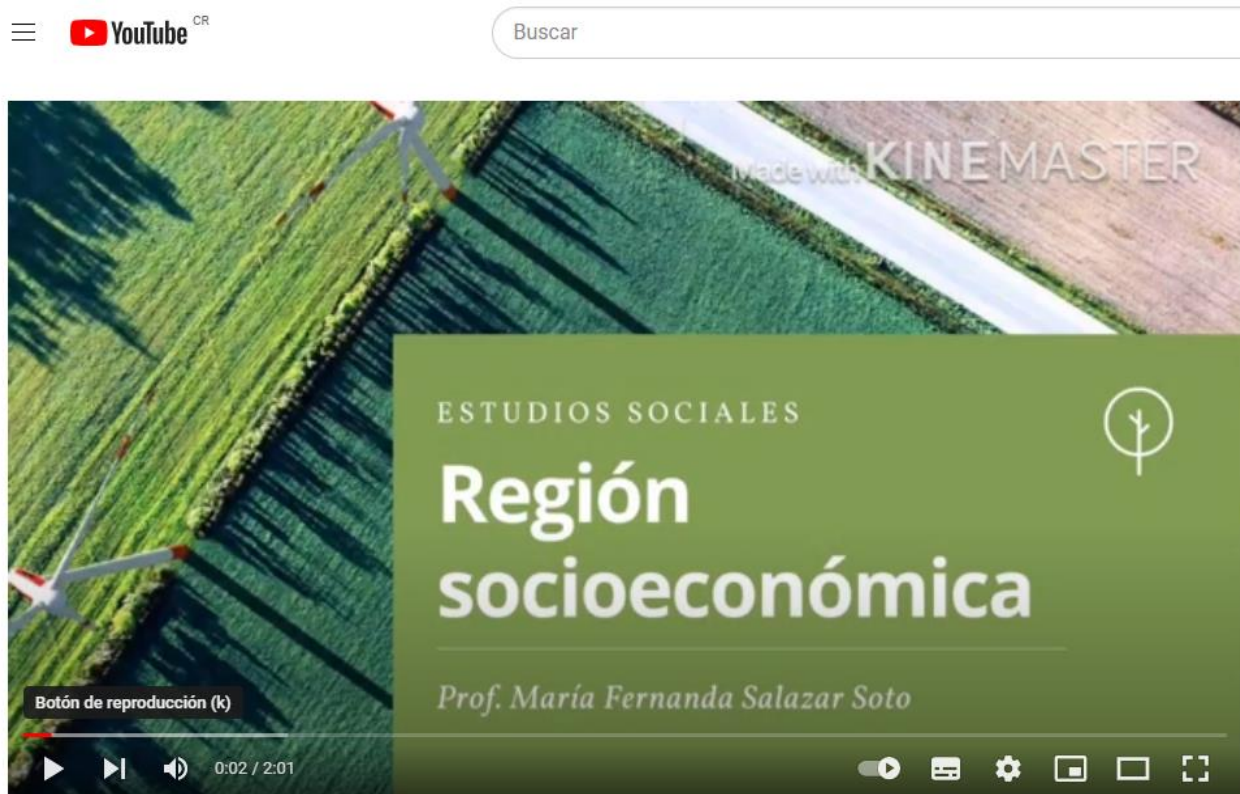 YouTube CR
Buscar
Made with KINEMASTER
ESTUDIOS SOCIALES
Región
socioeconómica
Prof. María Fernanda Salazar Soto
Botón de reproducción (k)
0:02 / 2:01